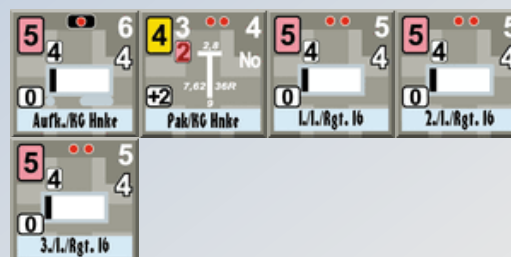 5 6
4 4
0
Aufk./KG Hnke
4 3 4
2 2,8 No
7,62 36R
+2 9
Pak/KG Hnke
5 5
4 4
0
1./I./Rgt. 16
5 5
4
0
2./I./Rgt. 16
5 5
4 4
0
3./I./Rgt. 16